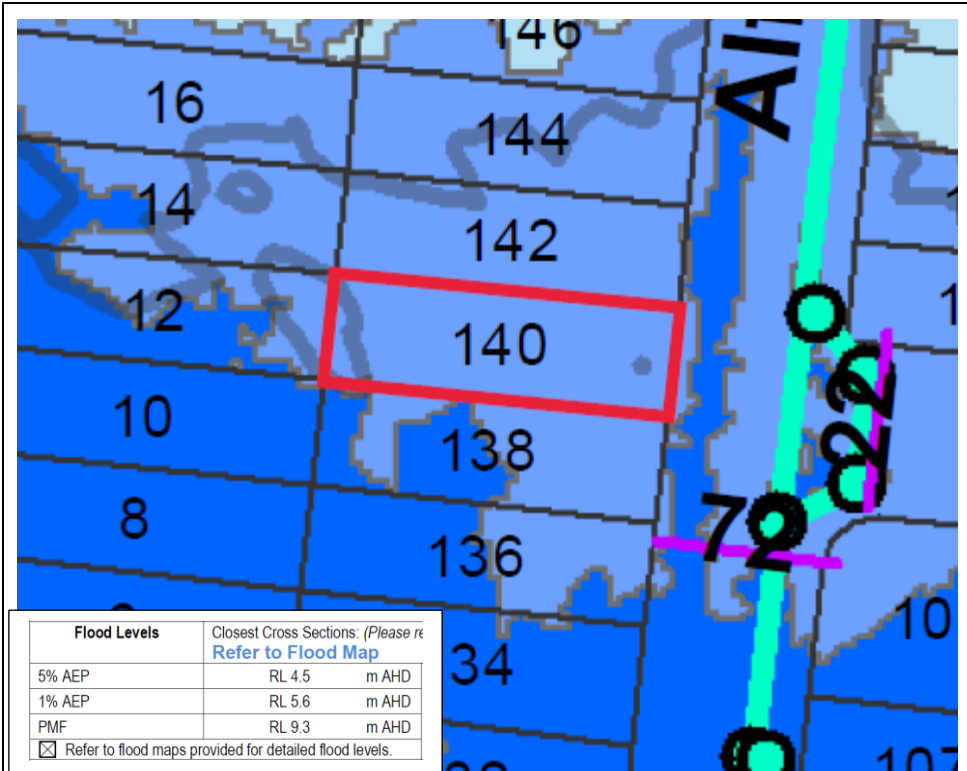 146
16
144
14
142
12
140
10
138
22
8
72
136
10
34
107
Flood Levels
Closest Cross Sections: (Please re
Refer to Flood Map
5% AEP RL 4.5 m AHD
1% AEP RL 5.6 m AHD
PMF RL 9.3 m AHD
☒ Refer to flood maps provided for detailed flood levels.